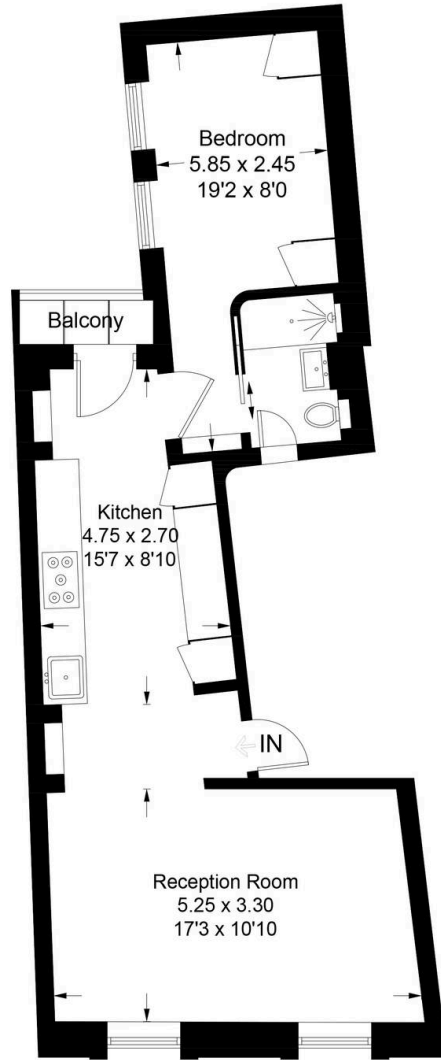 Bedroom
5.85 x 2.45
19'2 x 8'0
Balcony
Kitchen
4.75 x 2.70
15'7 x 8'10
IN
Reception Room
5.25 x 3.30
17'3 x 10'10